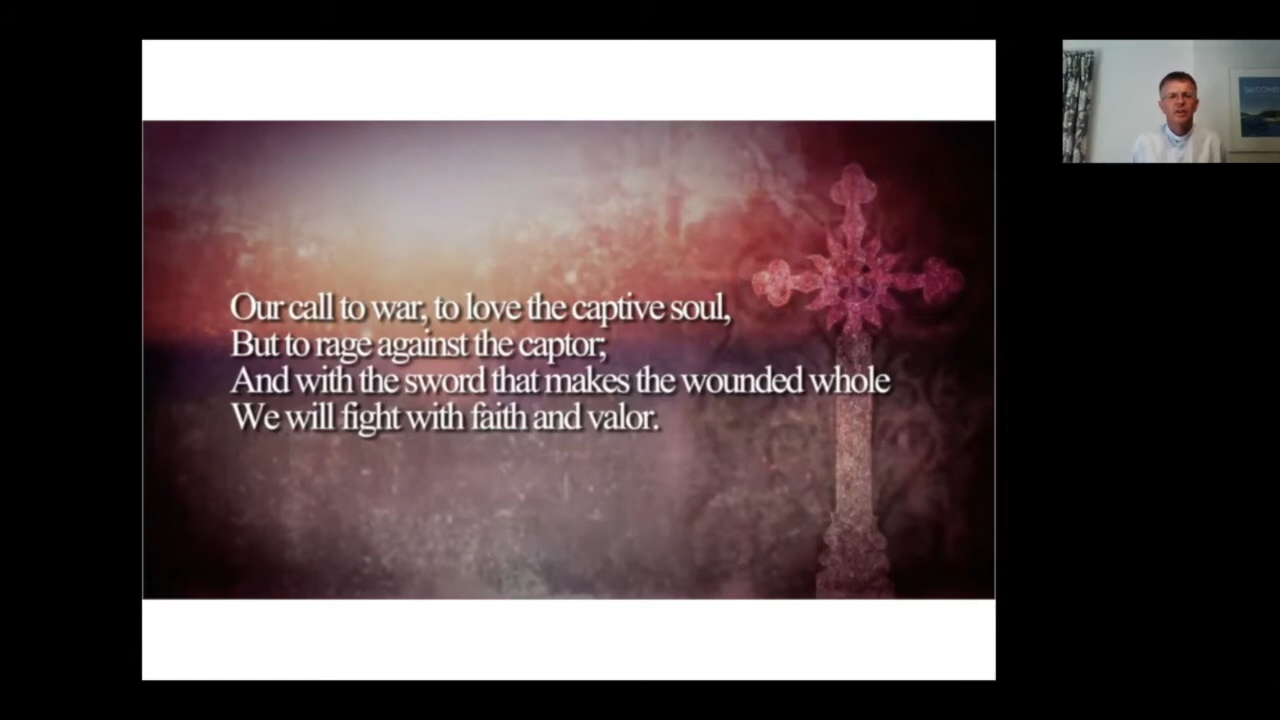 Our call to war, to love the captive soul,
But to rage against the captor;
And with the sword that makes the wounded whole
We will fight with faith and valor.